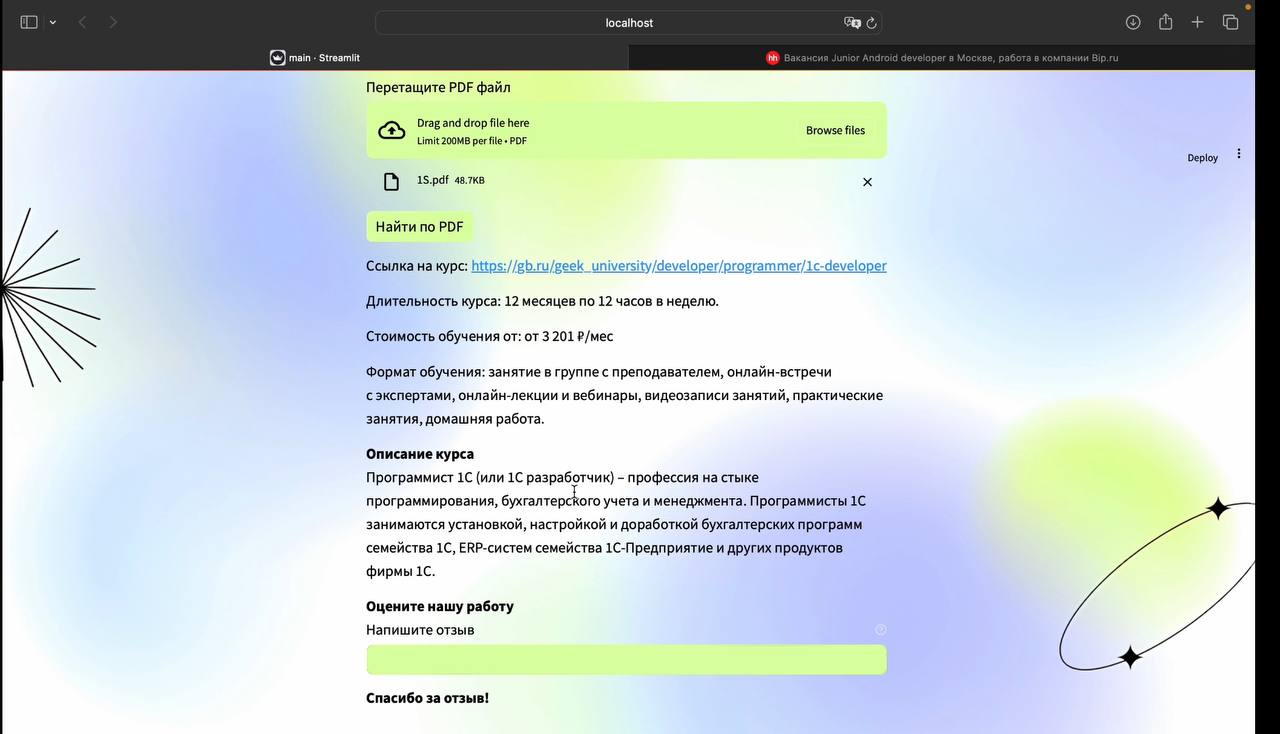 localhost
main · Streamlit
hh Вакансия Junior Android developer в Москве, работа в компании Bip.ru
Перетащите PDF файл
Drag and drop file here
Limit 200MB per file • PDF
Browse files
Deploy
1S.pdf 48.7KB
Найти по PDF
Ссылка на курс: https://gb.ru/geek_university/developer/programmer/1c-developer
Длительность курса: 12 месяцев по 12 часов в неделю.
Стоимость обучения от: от 3 201 ₽/мес
Формат обучения: занятие в группе с преподавателем, онлайн-встречи
с экспертами, онлайн-лекции и вебинары, видеозаписи занятий, практические
занятия, домашняя работа.
Описание курса
Программист 1С (или 1С разработчик) – профессия на стыке
программирования, бухгалтерского учета и менеджмента. Программисты 1С
занимаются установкой, настройкой и доработкой бухгалтерских программ
семейства 1С, ERP-систем семейства 1С-Предприятие и других продуктов
фирмы 1С.
Оцените нашу работу
Напишите отзыв
Спасибо за отзыв!